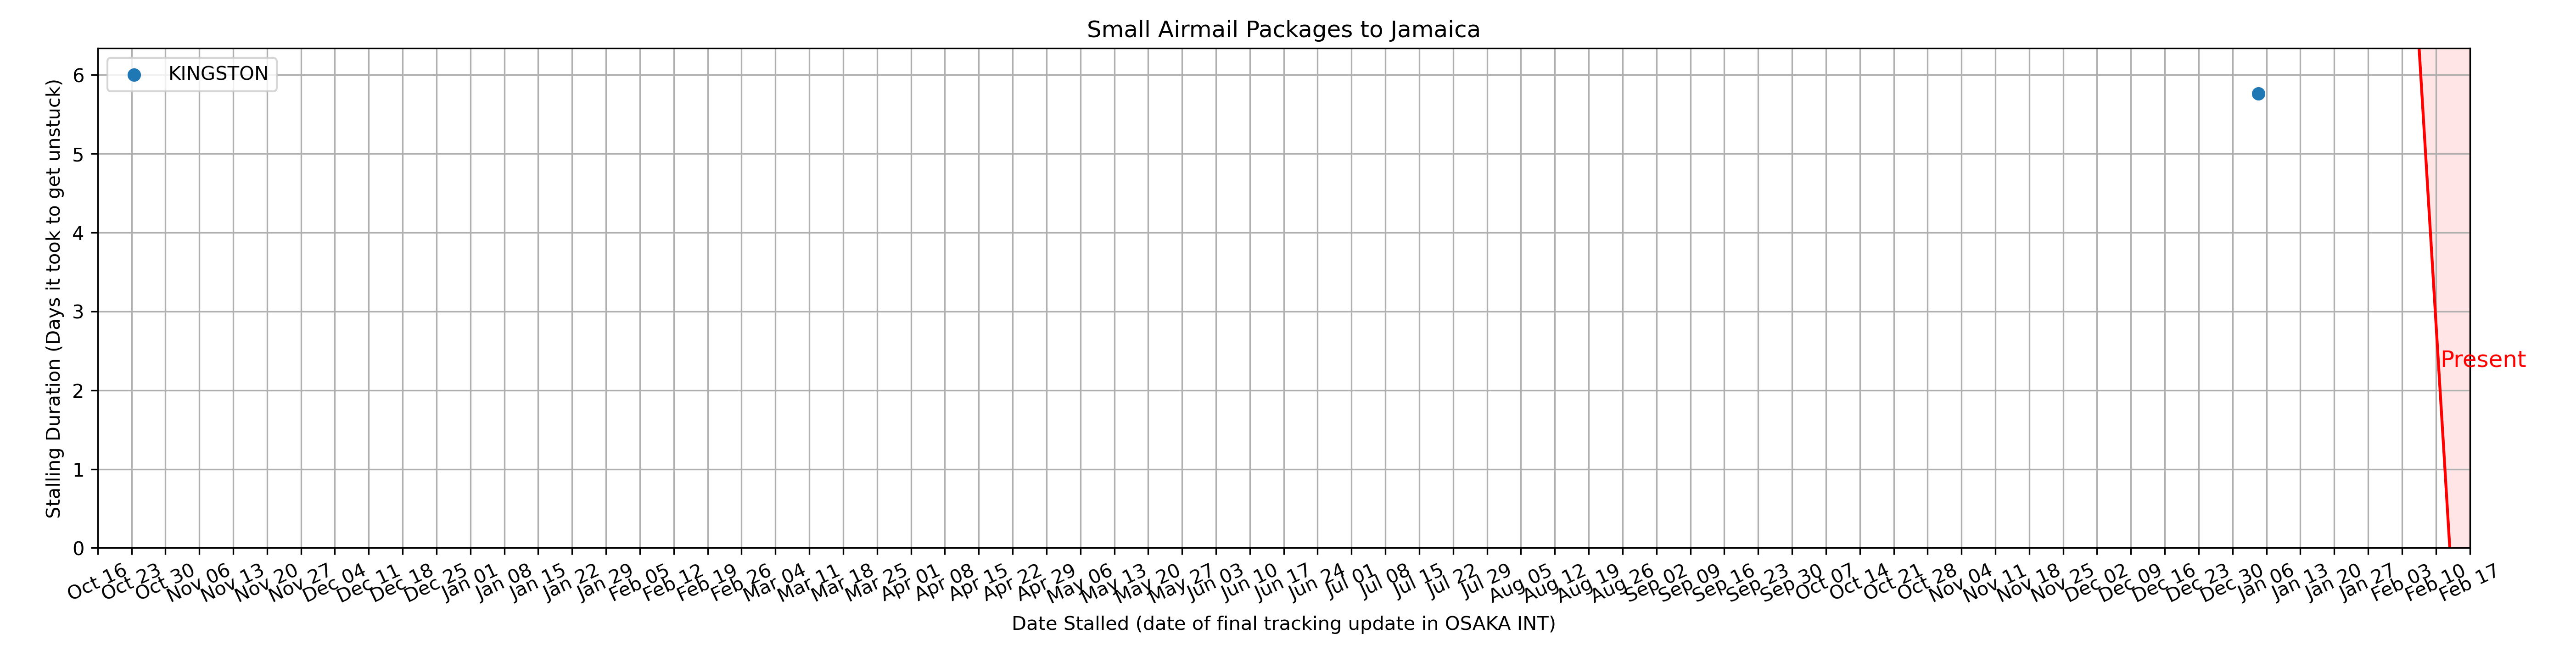 Small Airmail Packages to Jamaica
KINGSTON
Stalling Duration (Days it took to get unstuck)
6
5
4
3
2
1
0
Present
Oct 16 Oct 23 Oct 30 Nov 06 Nov 13 Nov 20 Nov 27 Dec 04 Dec 11 Dec 18 Dec 25 Jan 01 Jan 08 Jan 15 Jan 22 Jan 29 Feb 05 Feb 12 Feb 19 Feb 26 Mar 04 Mar 11 Mar 18 Mar 25 Apr 01 Apr 08 Apr 15 Apr 22 Apr 29 May 06 May 13 May 20 May 27 Jun 03 Jun 10 Jun 17 Jun 24 Jul 01 Jul 08 Jul 15 Jul 22 Jul 29 Aug 05 Aug 12 Aug 19 Aug 26 Sep 02 Sep 09 Sep 16 Sep 23 Sep 30 Oct 07 Oct 14 Oct 21 Oct 28 Nov 04 Nov 11 Nov 18 Nov 25 Dec 02 Dec 09 Dec 16 Dec 23 Dec 30 Jan 06 Jan 13 Jan 20 Jan 27 Feb 03 Feb 10 Feb 17
Date Stalled (date of final tracking update in OSAKA INT)